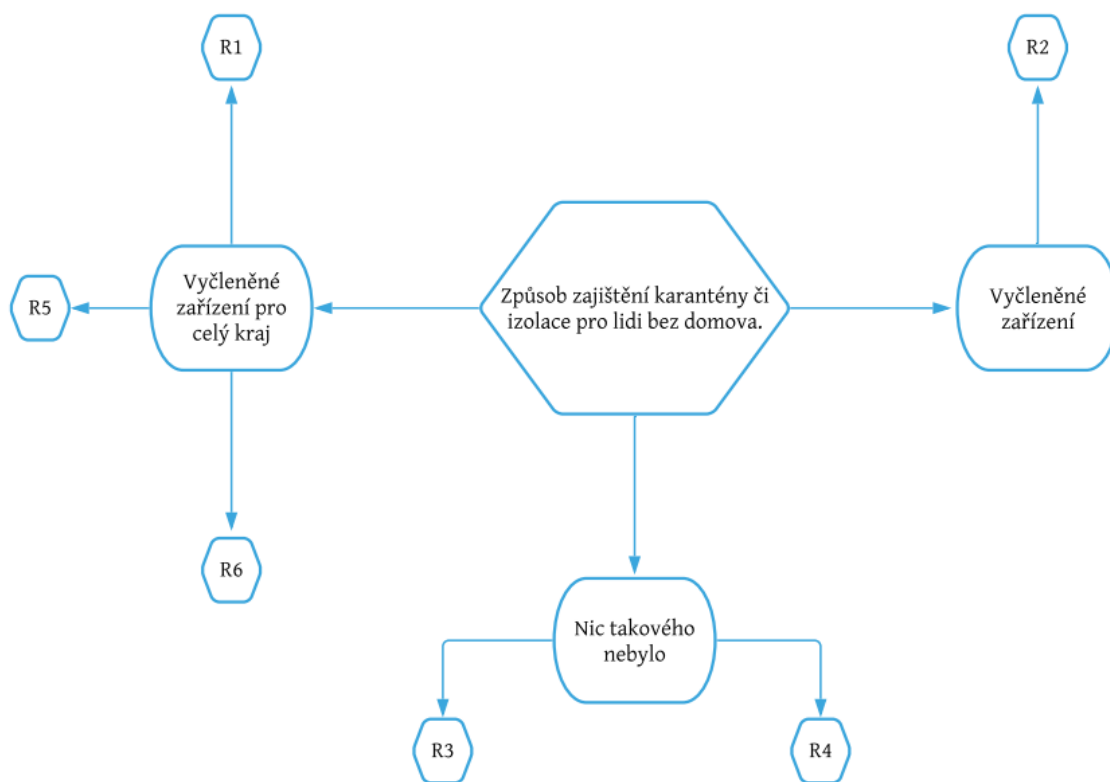 R1
R2
Vyčleněné
zařízení pro
celý kraj
R5
Způsob zajištění karantény či
izolace pro lidi bez domova.
Vyčleněné
zařízení
R6
Nic takového
nebylo
R3
R4